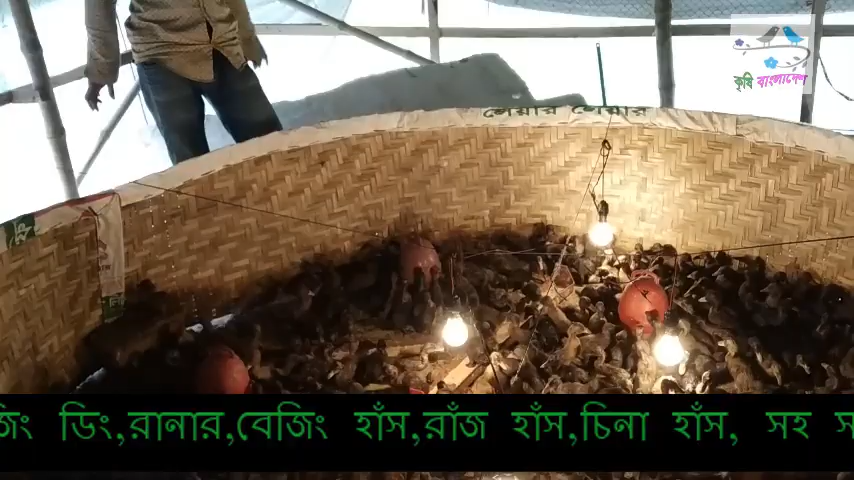 কৃষি বাংলাদেশ
লেয়ার লেয়ার
জিং ডিং,রানার,বেজিং হাঁস,রাঁজ হাঁস,চিনা হাঁস, সহ স